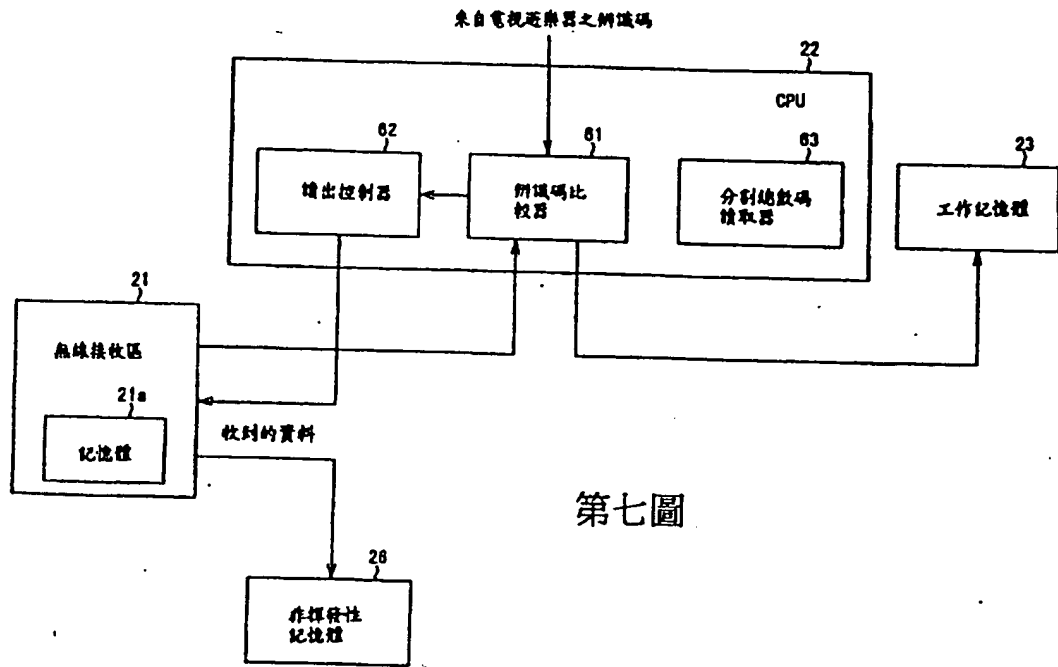 來自電視遊樂器之辨識碼
22
CPU
62
61
63
23
讀出控制器
辨識碼比
較器
分割總數碼
讀取器
工作記憶體
21
無線接收區
21a
記憶體
收到的資料
第七圖
26
非揮發性
記憶體